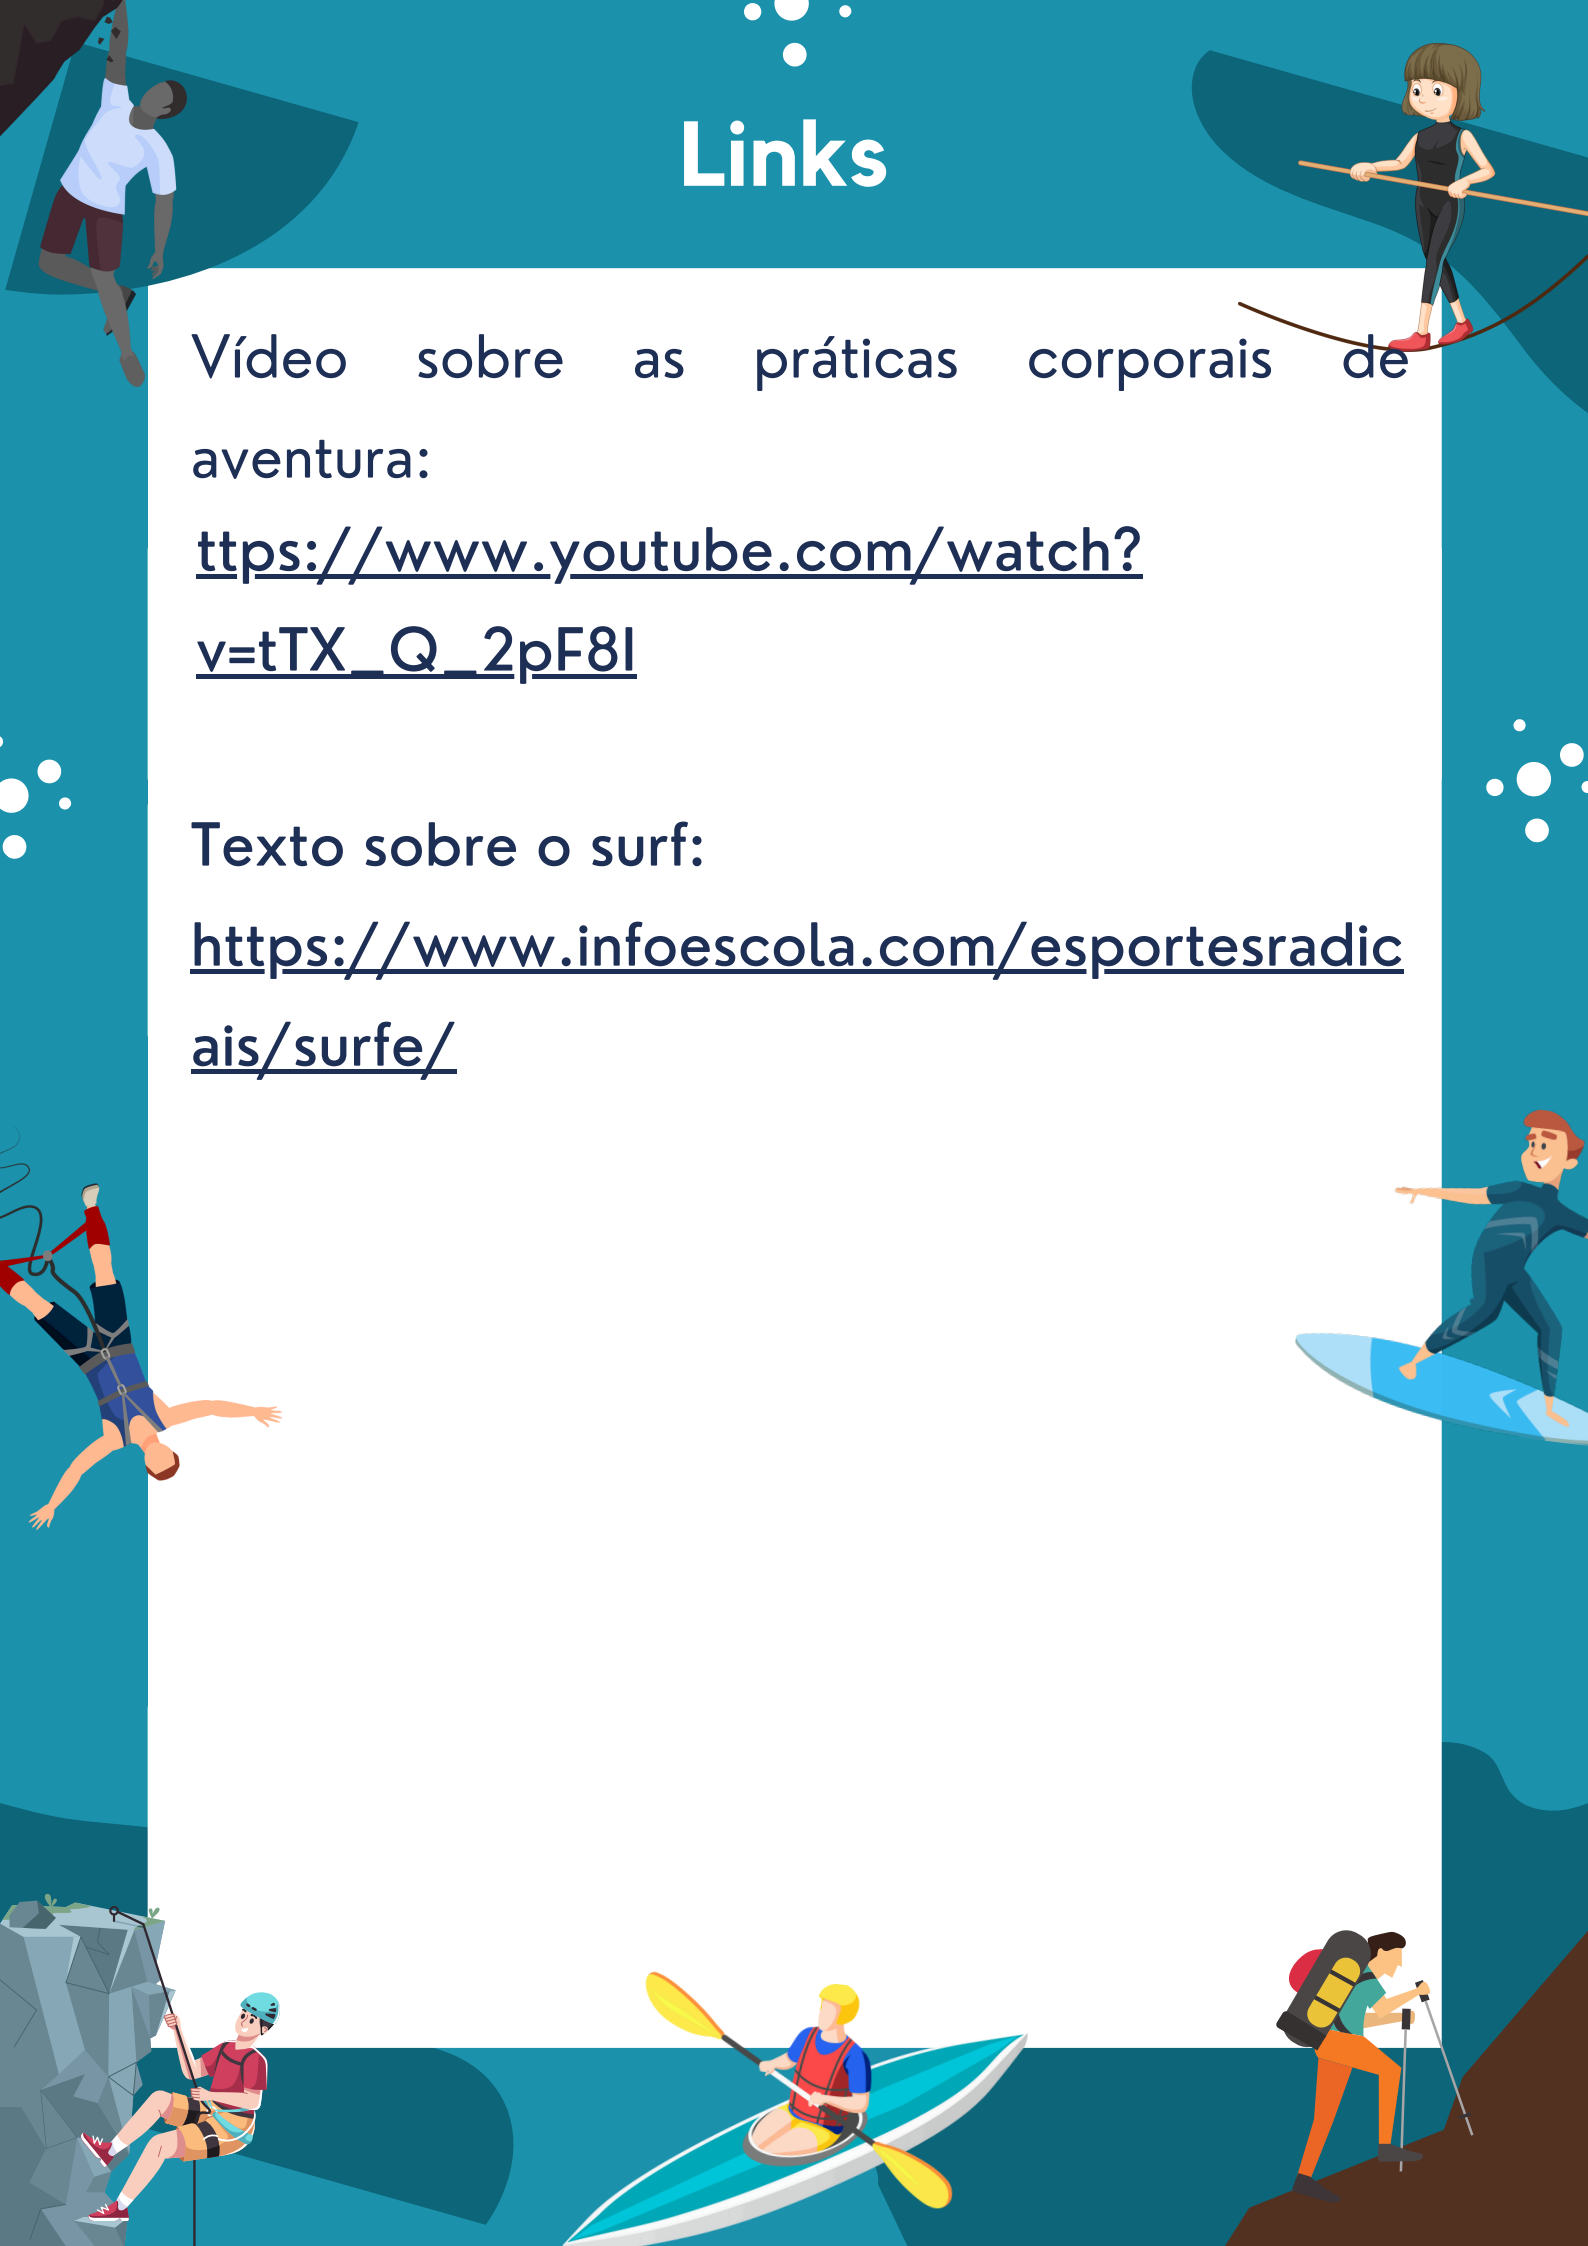 Links
Vídeo sobre as práticas corporais de
aventura:
ttps://www.youtube.com/watch?
v=tTX_Q_2pF8I
Texto sobre o surf:
https://www.infoescola.com/esportesradic
ais/surfe/